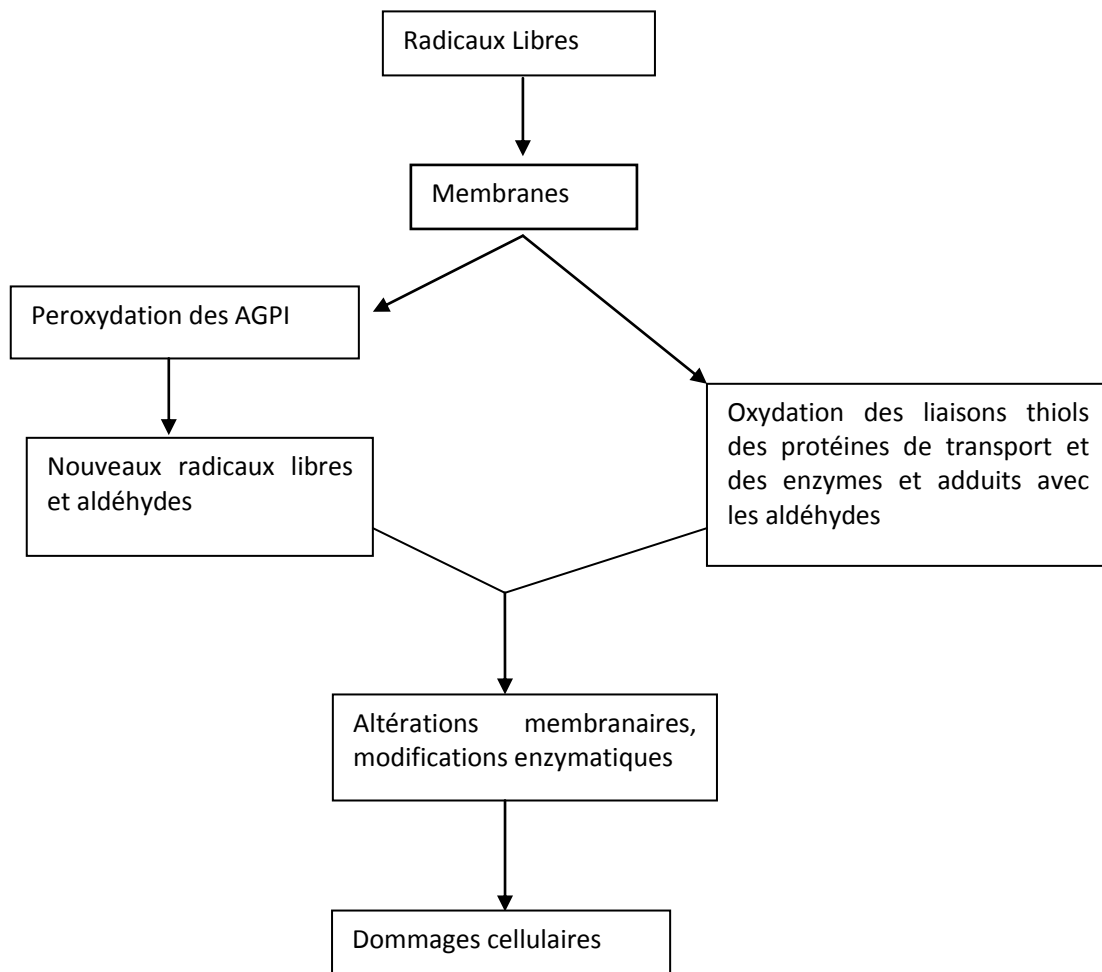 Radicaux Libres
Membranes
Peroxydation des AGPI
Nouveaux radicaux libres
et aldéhydes
Oxydation des liaisons thiols
des protéines de transport et
des enzymes et adduits avec
les aldéhydes
Altérations membranaires,
modifications enzymatiques
Dommages cellulaires